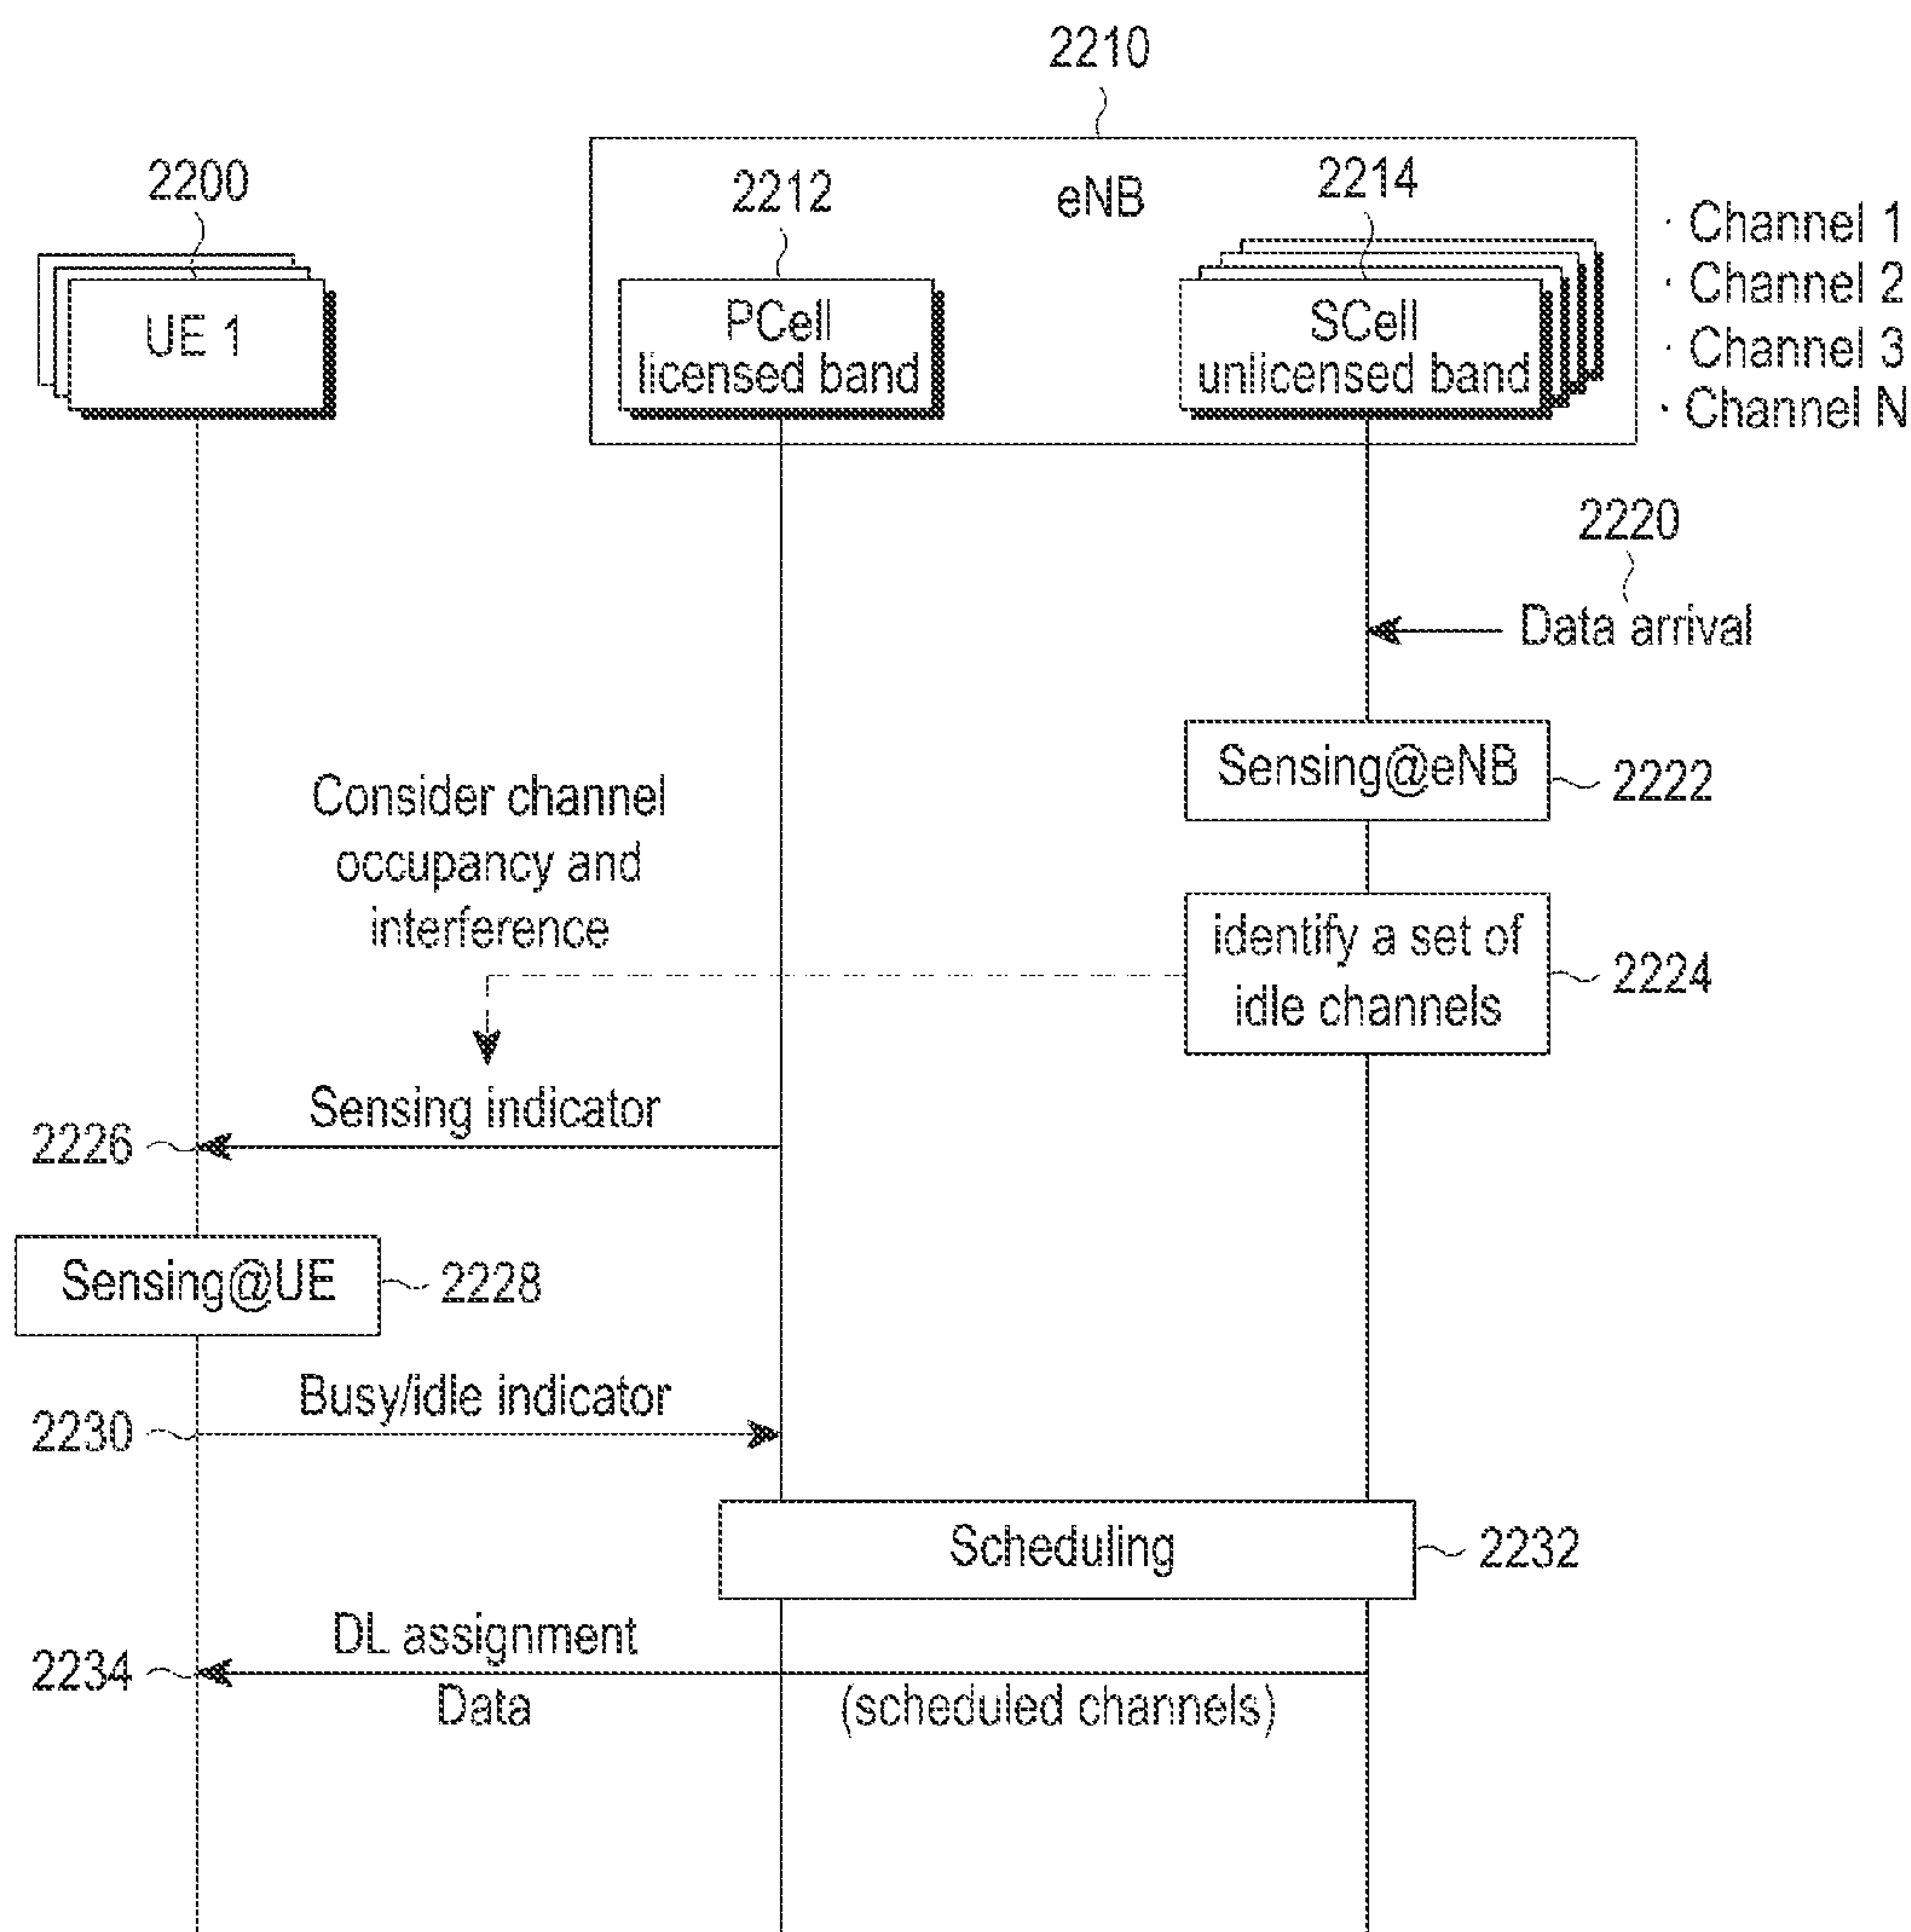 2210
2200
2212
eNB
2214
UE 1
PCell
licensed band
SCell
unlicensed band
· Channel 1
· Channel 2
· Channel 3
· Channel N
2220
Data arrival
Sensing@eNB
2222
Consider channel
occupancy and
interference
identify a set of
idle channels
2224
Sensing indicator
2226
Sensing@UE
2228
Busy/idle indicator
2230
Scheduling
2232
DL assignment
2234
Data
(scheduled channels)